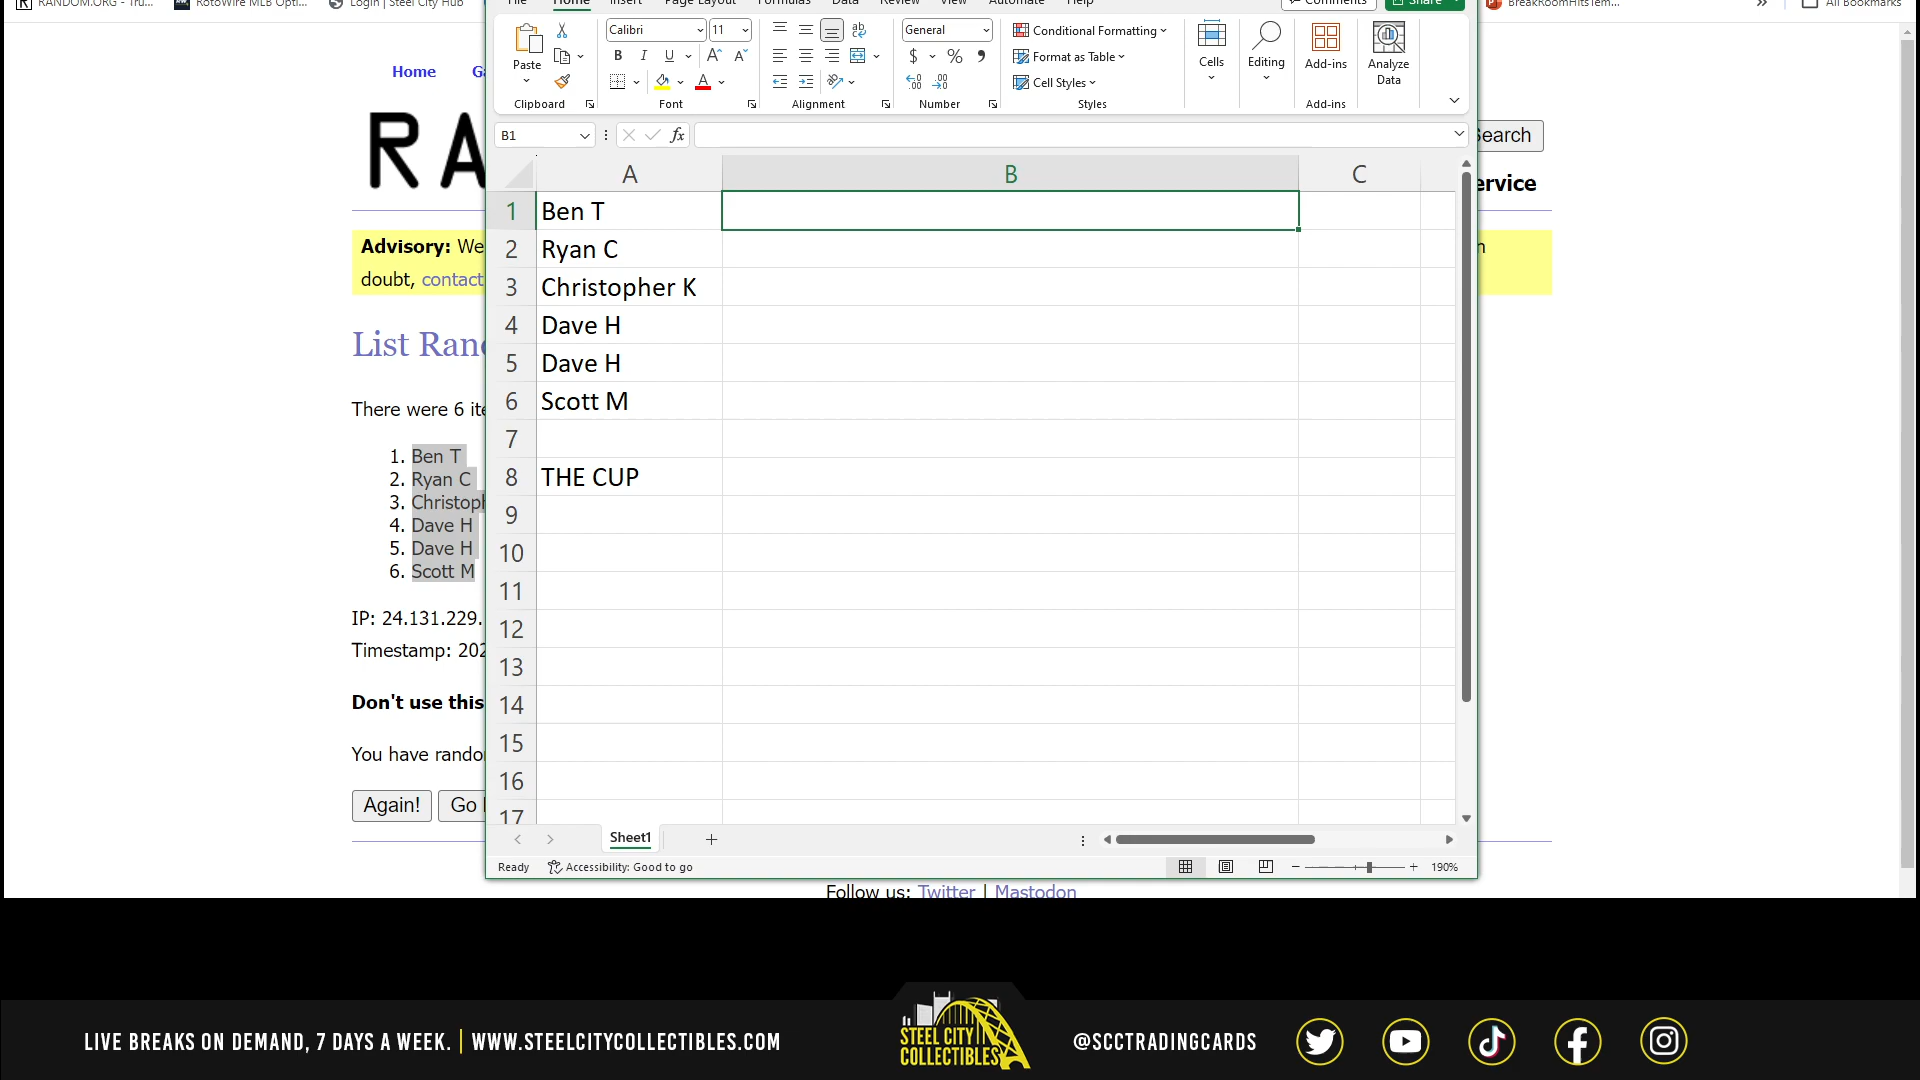 RANDOM.ORG - Tru... RotoWire MLB Opti... Login | Steel City Hub BreakRoomHitsTem... » All Bookmarks
File Home Insert Page Layout Formulas Data Review View Automate Help Comments Share
Home
Paste
Calibri 11
B I U
General
$ % 9
Conditional Formatting
Format as Table
Cell Styles
Cells
Editing
Add-ins
Analyze
Data
Clipboard Font Alignment Number Styles Add-ins
B1
fx
Search
A B C
1 Ben T
2 Ryan C
3 Christopher K
4 Dave H
5 Dave H
6 Scott M
7
8 THE CUP
9
10
11
12
13
14
15
16
17
RA
Advisory: We
doubt, contact
List Ran
There were 6
1. Ben T
2. Ryan C
3. Christoph
4. Dave H
5. Dave H
6. Scott M
IP: 24.131.229.
Timestamp: 202
Don't use this
You have rando
Again! Go
Sheet1
Ready Accessibility: Good to go 190%
Follow us: Twitter | Mastodon
LIVE BREAKS ON DEMAND, 7 DAYS A WEEK. | WWW.STEELCITYCOLLECTIBLES.COM
STEEL CITY
COLLECTIBLES
@SCCTRADINGCARDS